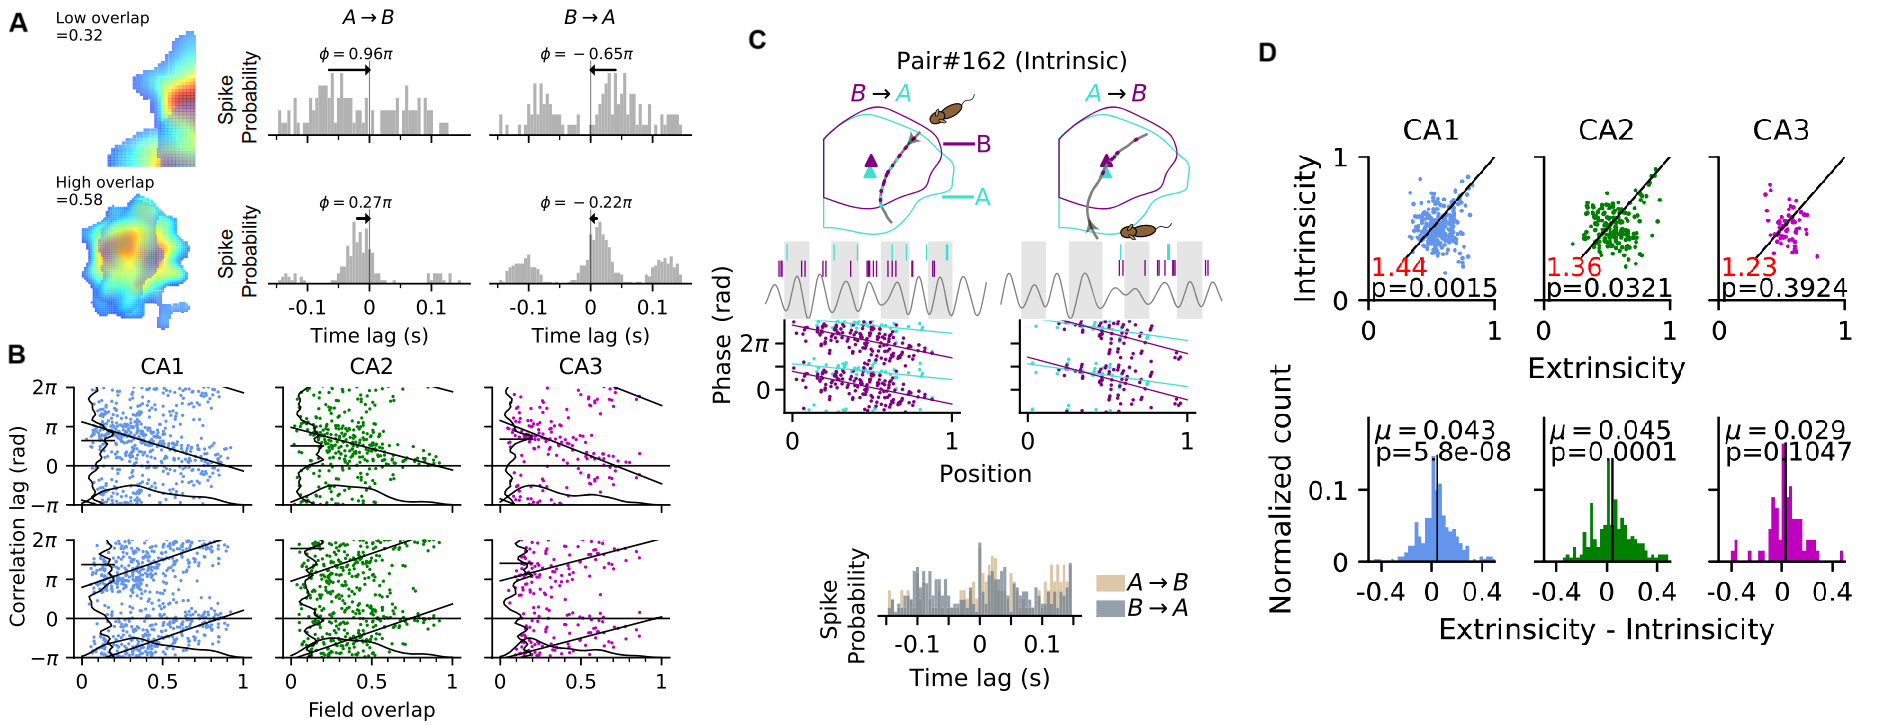 A
Low overlap
=0.32
A → B
B → A
ϕ = 0.96π
ϕ = − 0.65π
Spike
Probability
-0.1 0 0.1
-0.1 0 0.1
High overlap
=0.58
ϕ = 0.27π
ϕ = − 0.22π
Spike
Probability
Time lag (s)
Time lag (s)
B
CA1
CA2
CA3
Correlation lag (rad)
2π
π
0
−π
2π
π
0
−π
0 0.5 1
0 0.5 1
0 0.5 1
Field overlap
C
Pair#162 (Intrinsic)
B → A
A → B
B
A
Phase (rad)
2π
0
0 1
0 1
Position
Spike
Probability
A → B
B → A
-0.1 0 0.1
Time lag (s)
D
CA1
CA2
CA3
Intrinsicity
1
0
1.44
p=0.0015
1.36
p=0.0321
1.23
p=0.3924
0 1
0 1
0 1
Extrinsicity
Normalized count
μ = 0.043
p=5.8e-08
μ = 0.045
p=0.0001
μ = 0.029
p=0.1047
0.1
0
-0.4 0 0.4
-0.4 0 0.4
-0.4 0 0.4
Extrinsicity - Intrinsicity